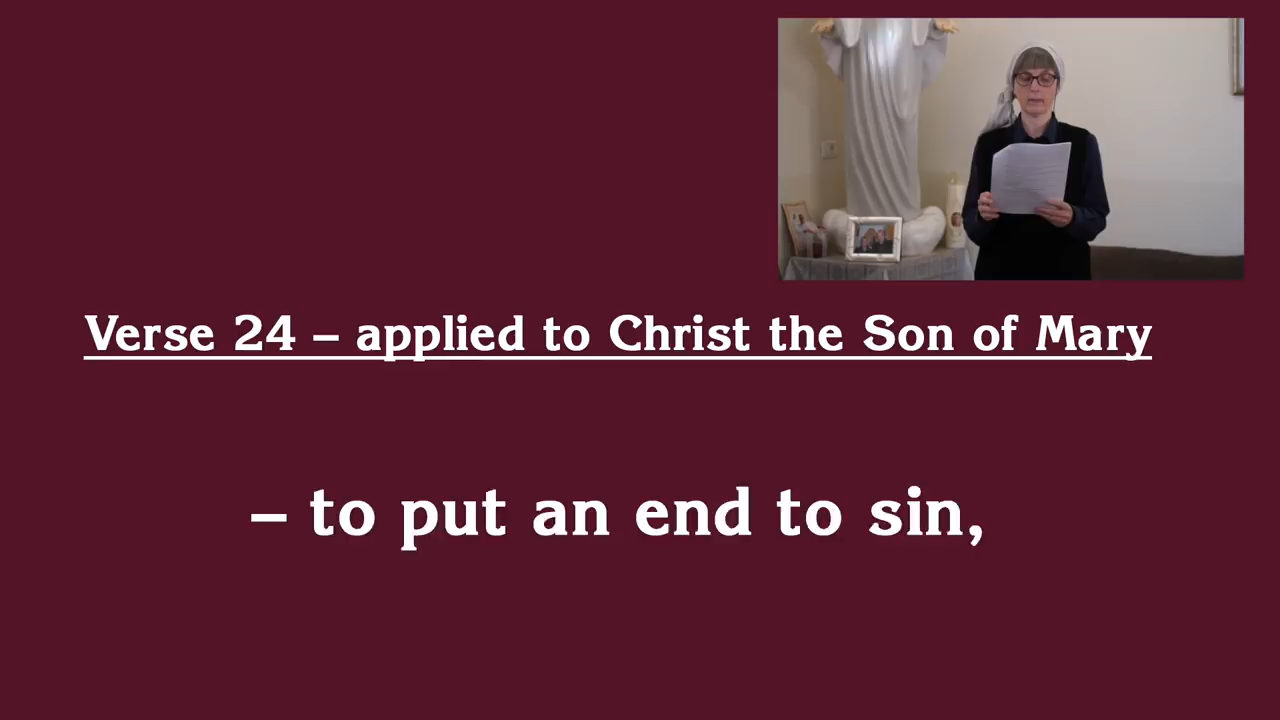 Verse 24 – applied to Christ the Son of Mary
– to put an end to sin,